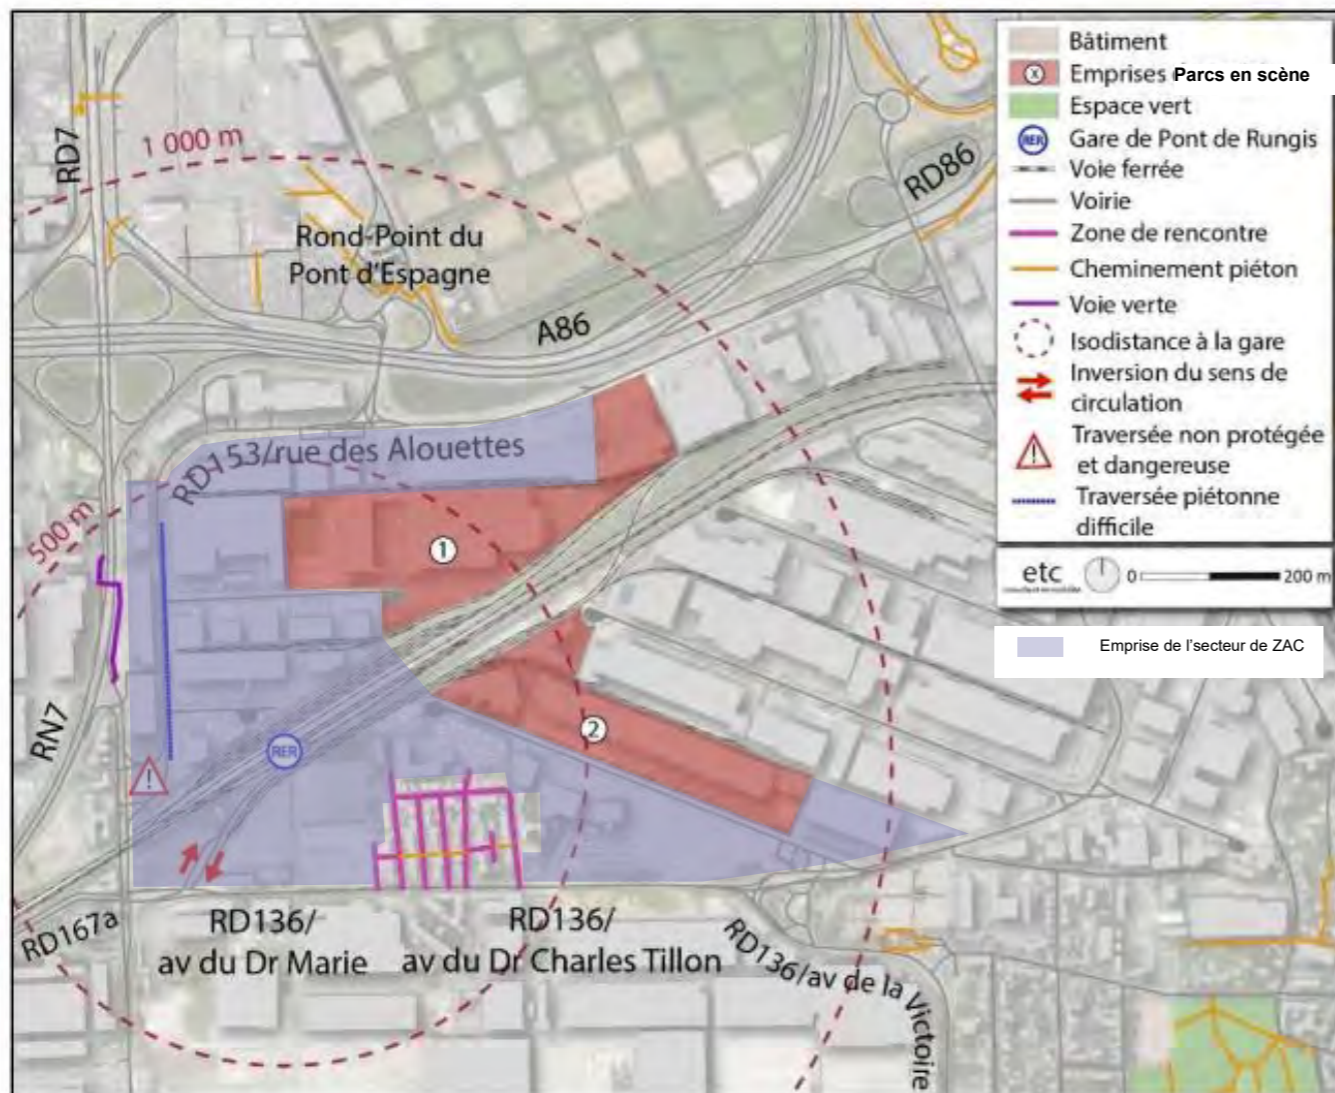 1 000 m
RD7
Rond-Point du
Pont d'Espagne
A86
RD86
RD153/rue des Alouettes
500 m
1
2
RN7
RER
RD167a
RD136/
av du Dr Marie
RD136/
av du Dr Charles Tillon
RD136/av de la Victoire
Bâtiment
X Emprises Parcs en scène
Espace vert
RER Gare de Pont de Rungis
Voie ferrée
Voirie
Zone de rencontre
Cheminement piéton
Voie verte
Isodistance à la gare
Inversion du sens de
circulation
Traversée non protégée
et dangereuse
Traversée piétonne
difficile
etc
0 200 m
Emprise de l'secteur de ZAC